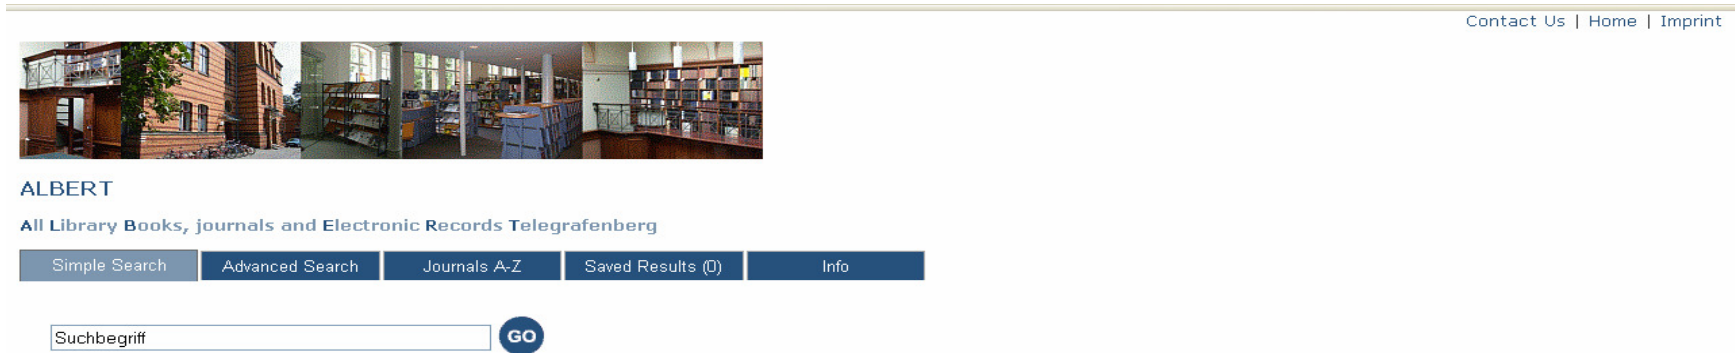 Contact Us | Home | Imprint
ALBERT
All Library Books, journals and Electronic Records Telegrafenberg
Simple Search Advanced Search Journals A-Z Saved Results (0) Info
Suchbegriff GO